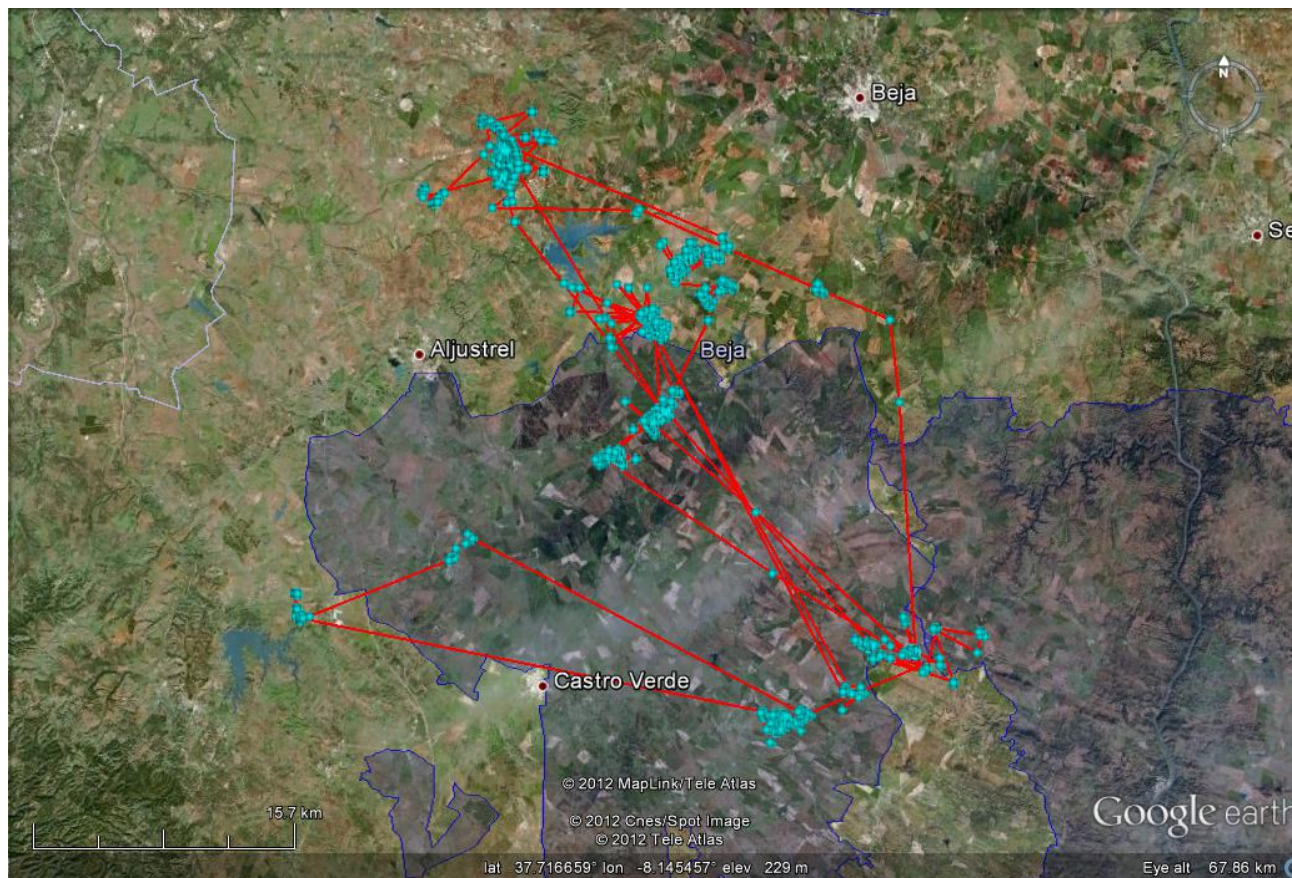 N
Beja
Se
Aljustrel
Beja
Castro Verde
© 2012 MapLink/Tele Atlas
15.7 km
© 2012 Cnes/Spot Image
© 2012 Tele Atlas
Google earth
lat 37.716659° lon -8.145457° elev 229 m
Eye alt 67.86 km